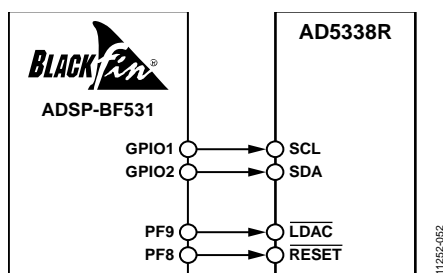 BLACKfin®
ADSP-BF531
AD5338R
GPIO1 SCL
GPIO2 SDA
PF9 LDAC
PF8 RESET
11252-052